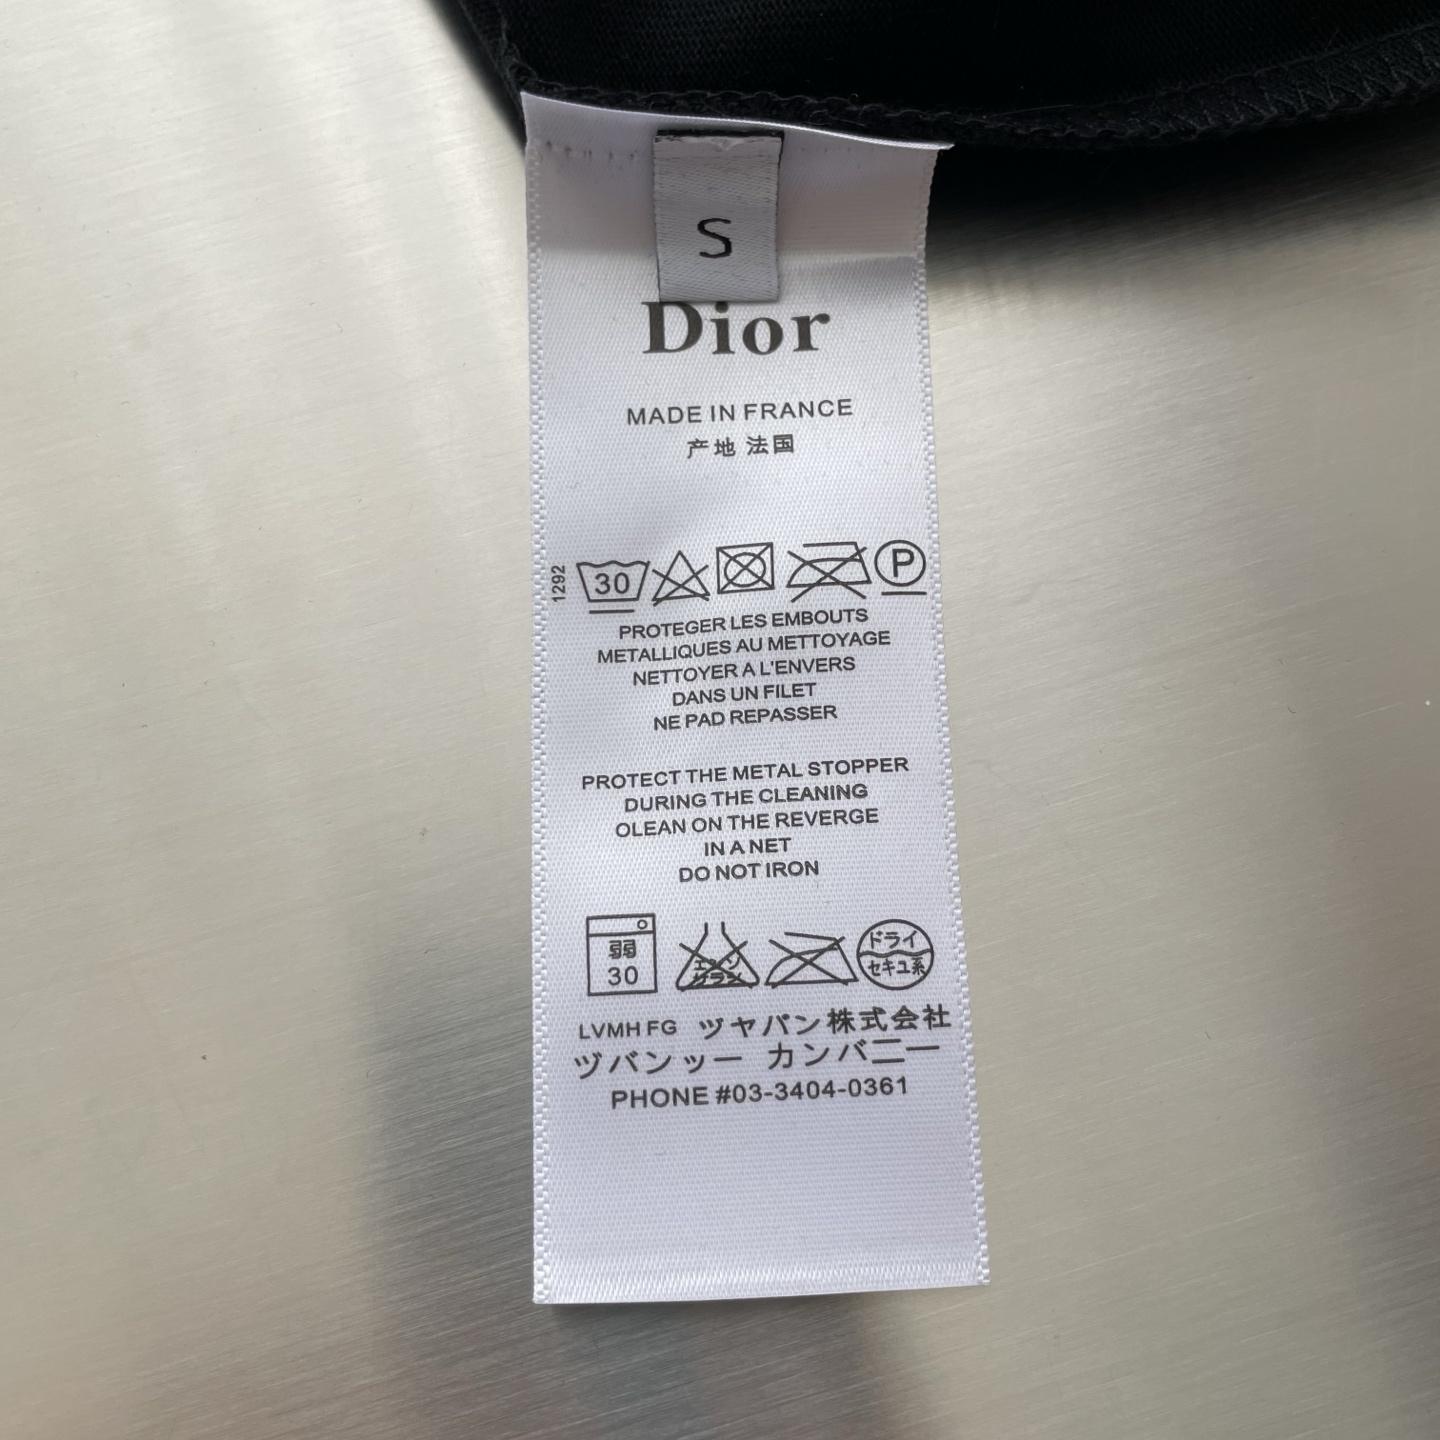 S
Dior
MADE IN FRANCE
产地 法国
1292
30 P
PROTEGER LES EMBOUTS
METALLIQUES AU METTOYAGE
NETTOYER A L'ENVERS
DANS UN FILET
NE PAD REPASSER
PROTECT THE METAL STOPPER
DURING THE CLEANING
OLEAN ON THE REVERGE
IN A NET
DO NOT IRON
弱
30
ドライ
セキユ系
LVMH FG ツヤパン株式会社
ヅバンッー カンバニー
PHONE #03-3404-0361